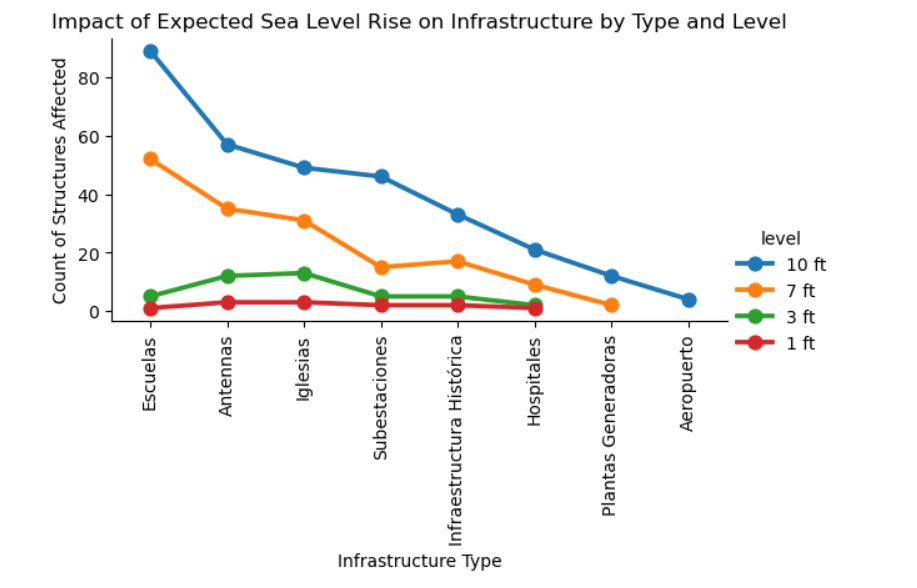 Impact of Expected Sea Level Rise on Infrastructure by Type and Level
Count of Structures Affected
80
60
40
20
0
Escuelas
Antennas
Iglesias
Subestaciones
Infraestructura Histórica
Hospitales
Plantas Generadoras
Aeropuerto
Infrastructure Type
level
10 ft
7 ft
3 ft
1 ft